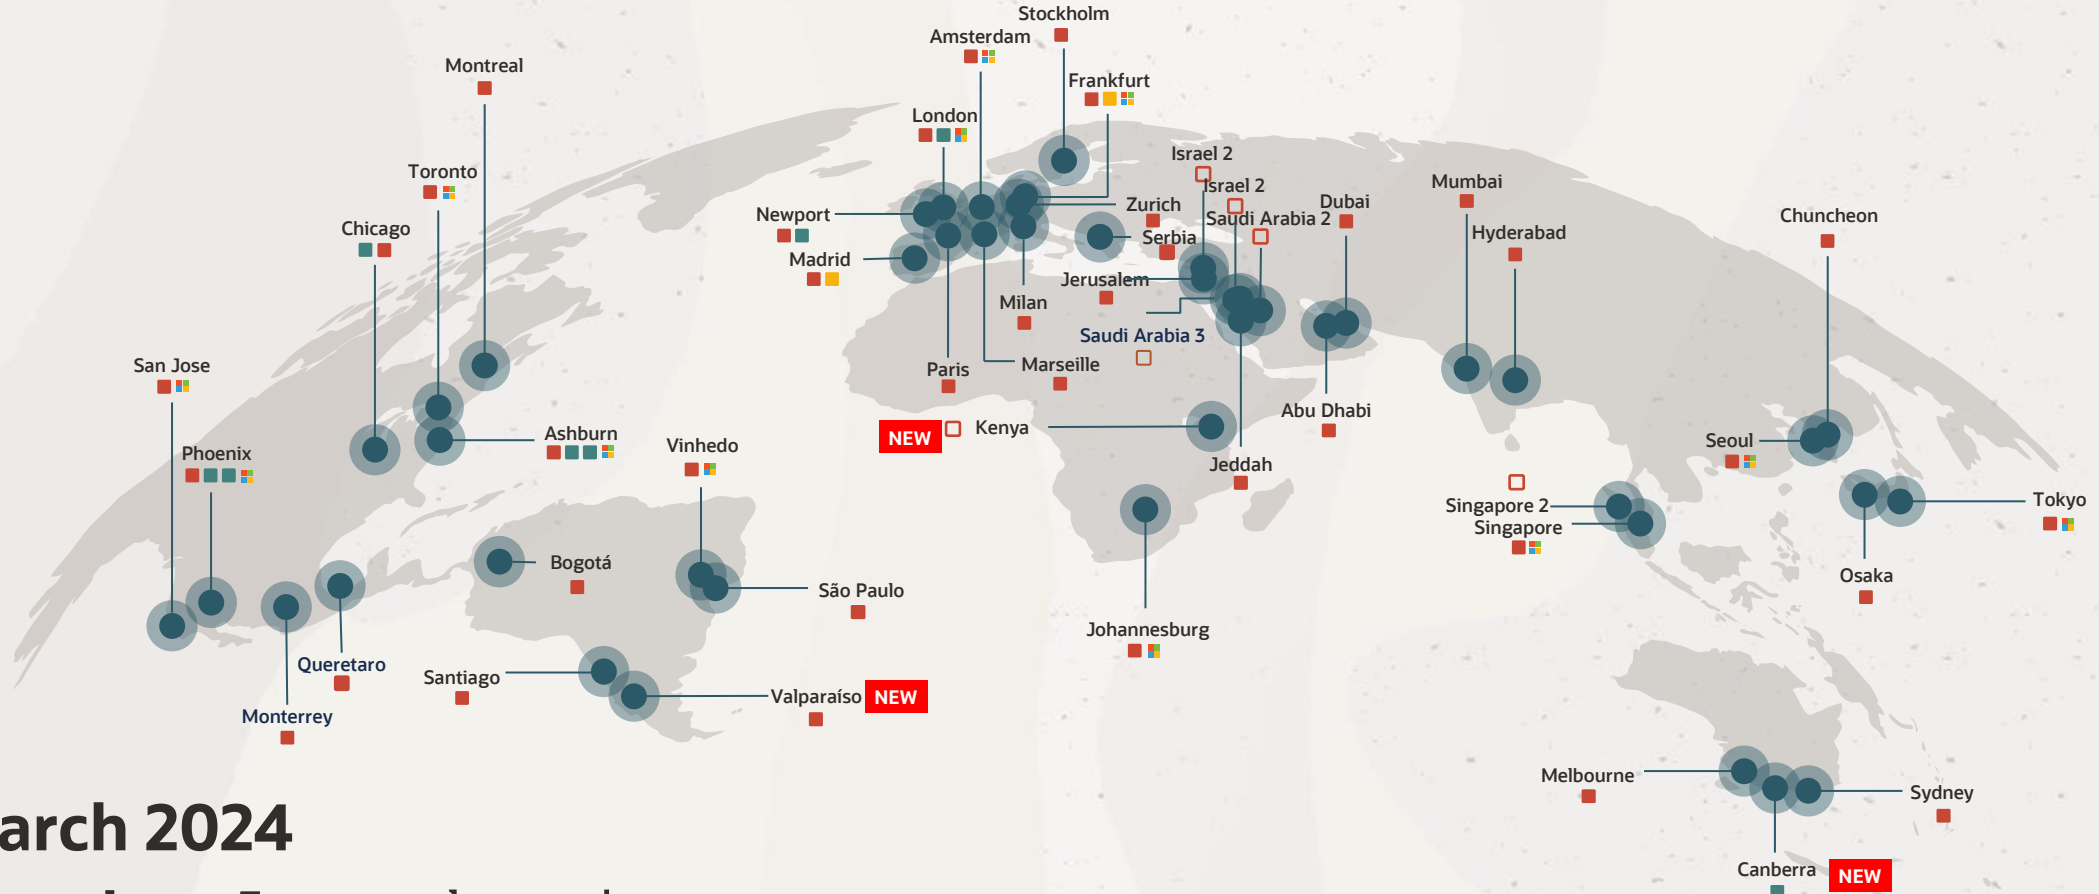 Stockholm
Amsterdam
Montreal
Frankfurt
London
Israel 2
Toronto
Israel 2
Mumbai
Dubai
Zurich
Newport
Saudi Arabia 2
Chuncheon
Chicago
Hyderabad
Serbia
Madrid
Jerusalem
Milan
Saudi Arabia 3
San Jose
Marseille
Paris
Abu Dhabi
NEW Kenya
Ashburn
Vinhedo
Seoul
Phoenix
Jeddah
Tokyo
Singapore 2
Singapore
Bogotá
Osaka
São Paulo
Johannesburg
Queretaro
Santiago
Valparaíso NEW
Monterrey
Melbourne
Sydney
arch 2024
Canberra NEW